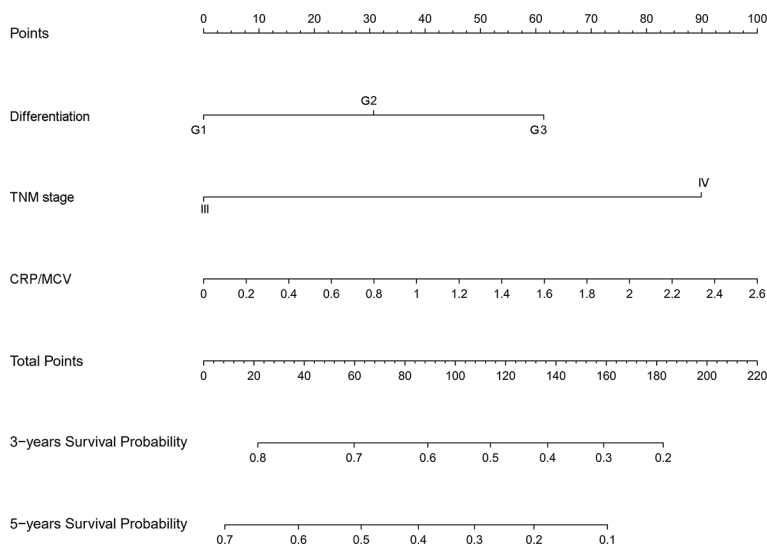 0 10 20 30 40 50 60 70 80 90 100
Points
G2
Differentiation
G1 G3
IV
TNM stage
III
CRP/MCV
0 0.2 0.4 0.6 0.8 1 1.2 1.4 1.6 1.8 2 2.2 2.4 2.6
Total Points
0 20 40 60 80 100 120 140 160 180 200 220
3−years Survival Probability
0.8 0.7 0.6 0.5 0.4 0.3 0.2
5−years Survival Probability
0.7 0.6 0.5 0.4 0.3 0.2 0.1